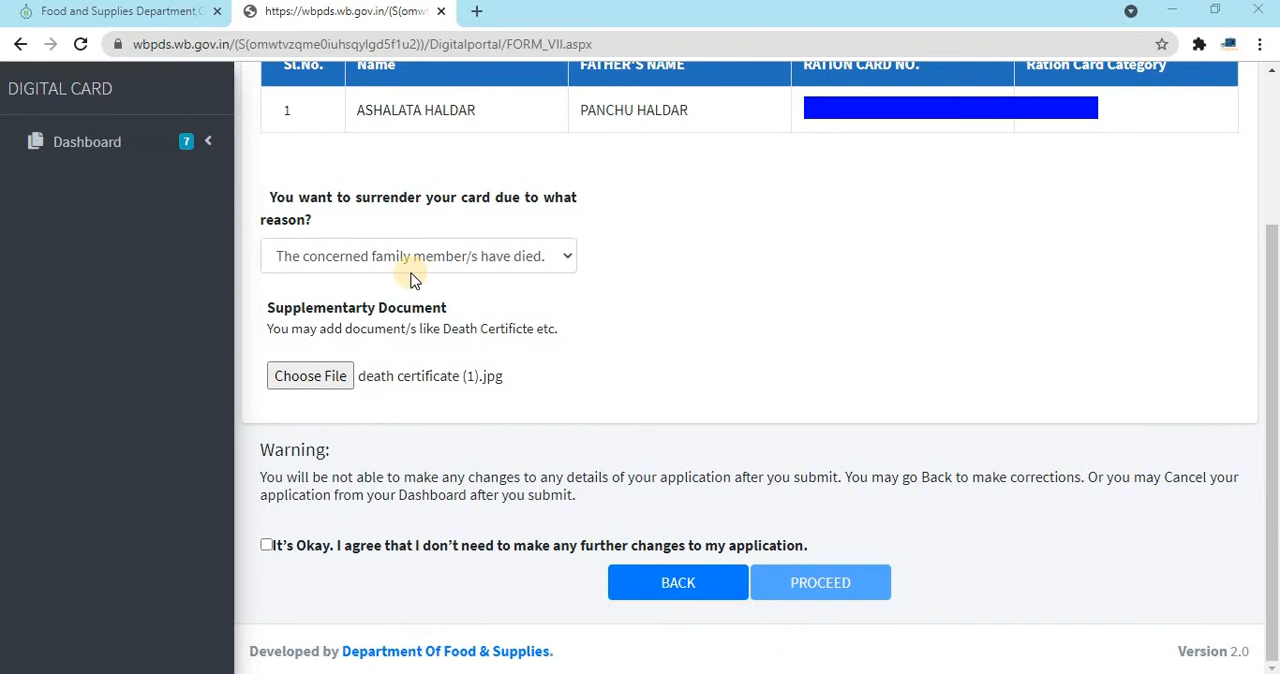 Food and Supplies Department,G
https://wbpds.wb.gov.in/(S(omw
wbpds.wb.gov.in/(S(omwtvzqme0iuhsqylgd5f1u2))/Digitalportal/FORM_VII.aspx
DIGITAL CARD
Dashboard 7
Sl.No. Name FATHER'S NAME RATION CARD NO. Ration Card Category
1 ASHALATA HALDAR PANCHU HALDAR
You want to surrender your card due to what
reason?
The concerned family member/s have died.
Supplementarty Document
You may add document/s like Death Certificte etc.
Choose File death certificate (1).jpg
Warning:
You will be not able to make any changes to any details of your application after you submit. You may go Back to make corrections. Or you may Cancel your
application from your Dashboard after you submit.
It's Okay. I agree that I don't need to make any further changes to my application.
BACK PROCEED
Developed by Department Of Food & Supplies. Version 2.0